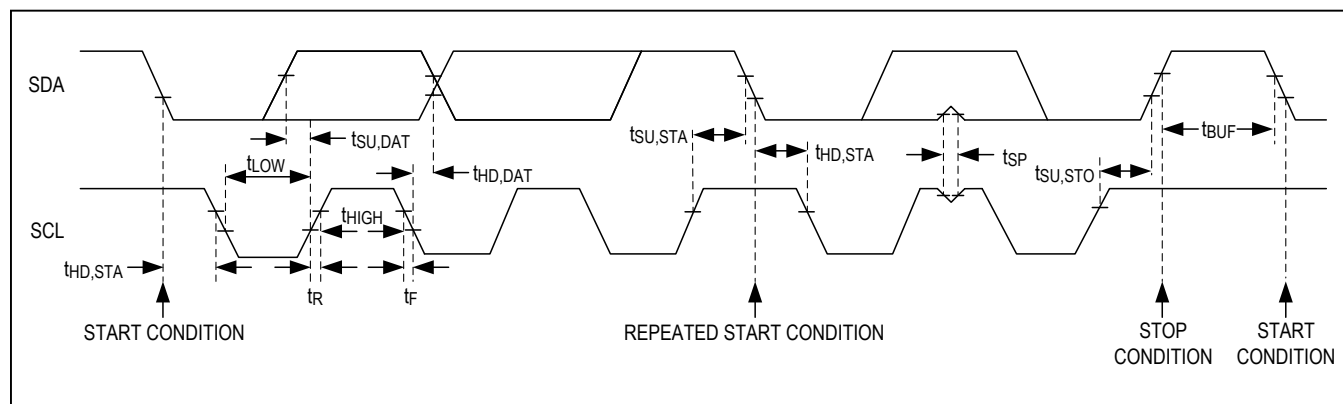 SDA
tSU,DAT
tLOW
tHD,DAT
tSU,STA
tHD,STA
tSP
tBUF
tSU,STO
SCL
tHIGH
tHD,STA
tR
tF
START CONDITION
REPEATED START CONDITION
STOP
CONDITION
START
CONDITION